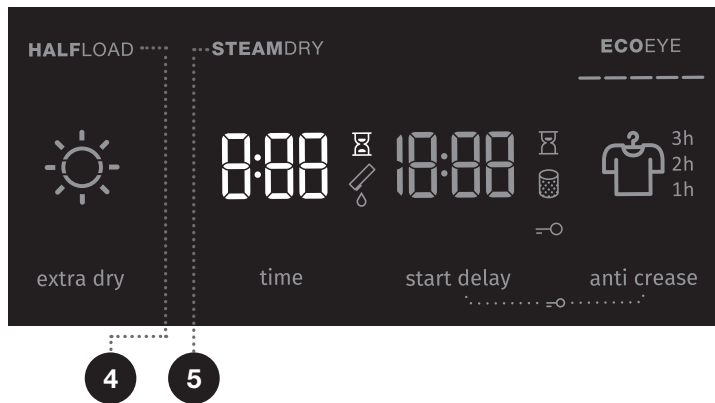 HALFLOAD
STEAMDRY
ECOEYE
8:88
18:88
3h
2h
1h
extra dry
time
start delay
anti crease
4
5